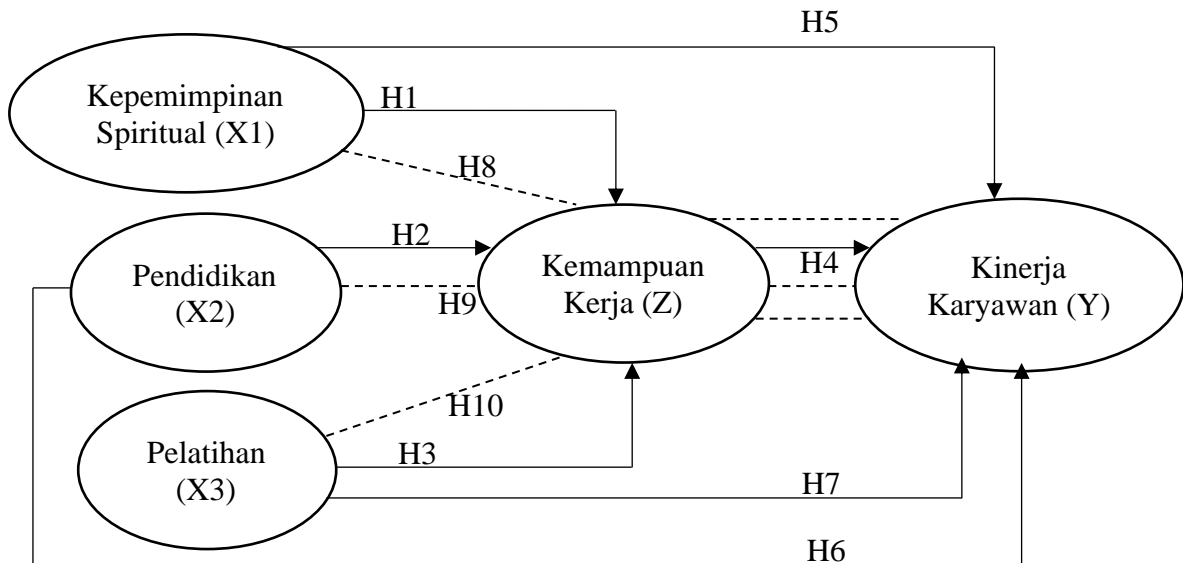 H5
Kepemimpinan
Spiritual (X1)
H1
H8
H2
Pendidikan
(X2)
H9
Kemampuan
Kerja (Z)
H4
Kinerja
Karyawan (Y)
H10
Pelatihan
(X3)
H3
H7
H6